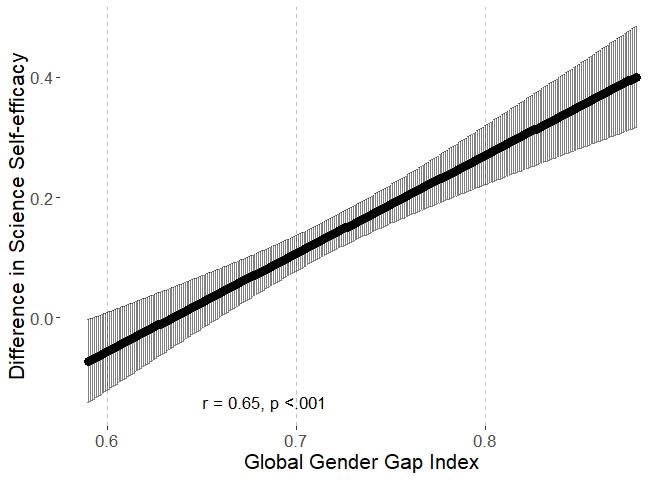 Difference in Science Self-efficacy
0.4
0.2
0.0
r = 0.65, p <.001
0.6
0.7
0.8
Global Gender Gap Index